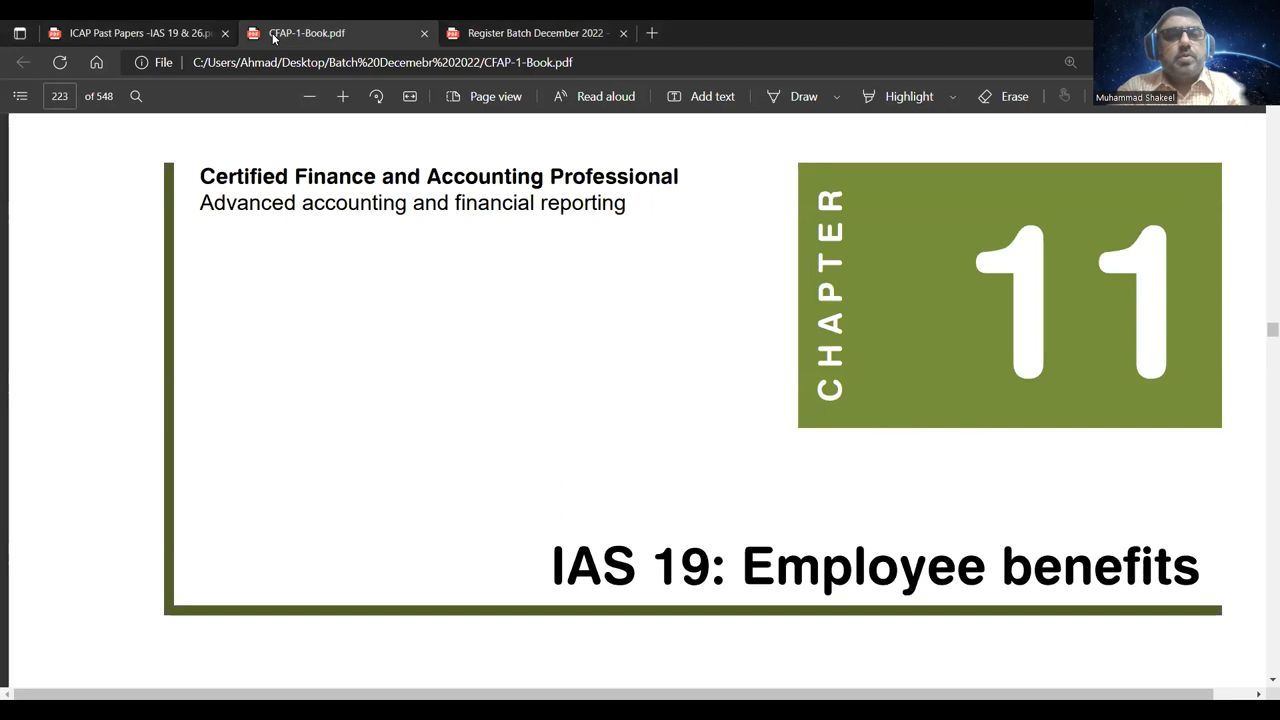 ICAP Past Papers -IAS 19 & 26.p
CFAP-1-Book.pdf
Register Batch December 2022 -
File
C:/Users/Ahmad/Desktop/Batch%20Decemebr%202022/CFAP-1-Book.pdf
223 of 548
Page view
Read aloud
Add text
Draw
Highlight
Erase
Muhammad Shakeel
Certified Finance and Accounting Professional
Advanced accounting and financial reporting
CHAPTER
11
IAS 19: Employee benefits